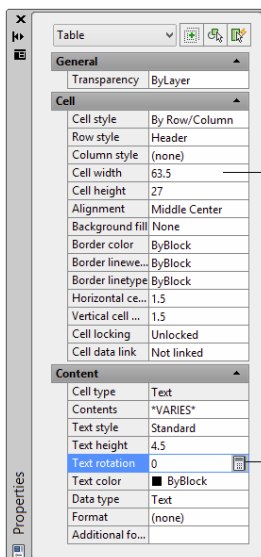 Table
General
Transparency ByLayer
Cell
Cell style By Row/Column
Row style Header
Column style (none)
Cell width 63.5
Cell height 27
Alignment Middle Center
Background fill None
Border color ByBlock
Border linewe... ByBlock
Border linetype ByBlock
Horizontal ce... 1.5
Vertical cell ... 1.5
Cell locking Unlocked
Cell data link Not linked
Content
Cell type Text
Contents *VARIES*
Text style Standard
Text height 4.5
Text rotation 0
Text color ByBlock
Data type Text
Format (none)
Additional fo...
Properties